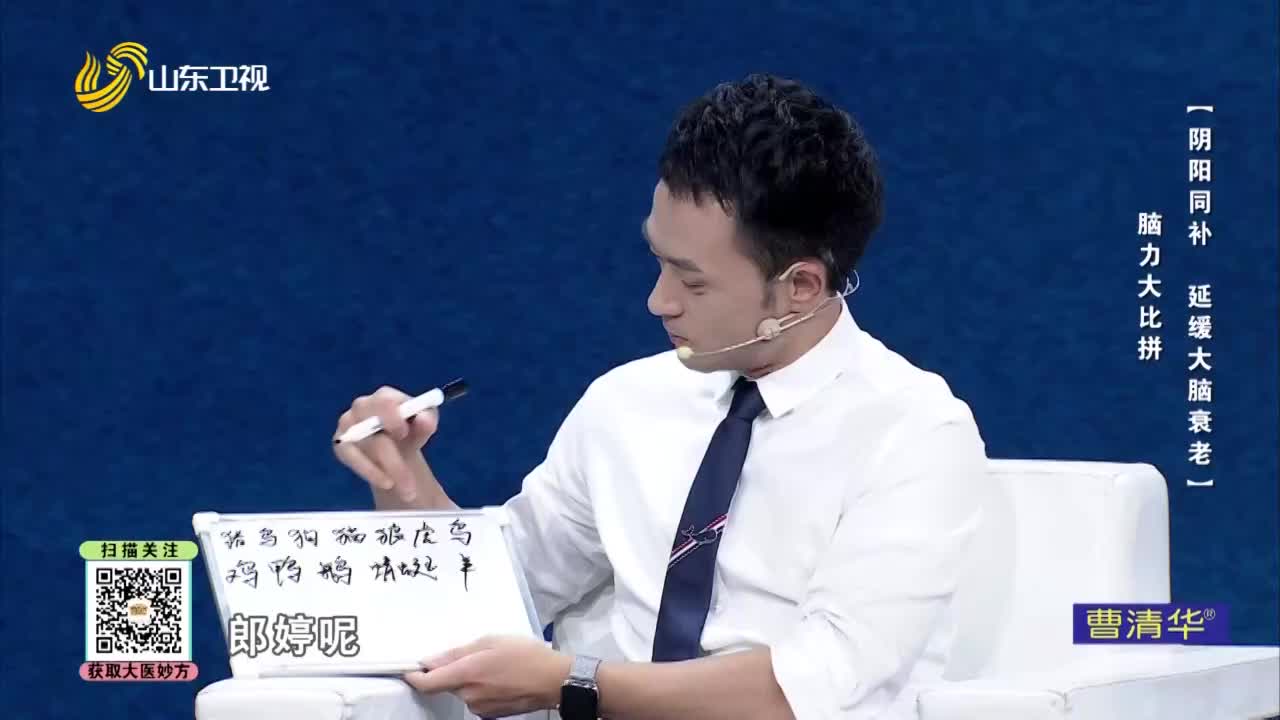 山东卫视
【阴阳同补 延缓大脑衰老】
脑力大比拼
猪鸟狗猫狼虎鸟
鸡鸭鹅蜻蜓羊
郎婷呢
扫描关注
获取大医妙方
曹清华®